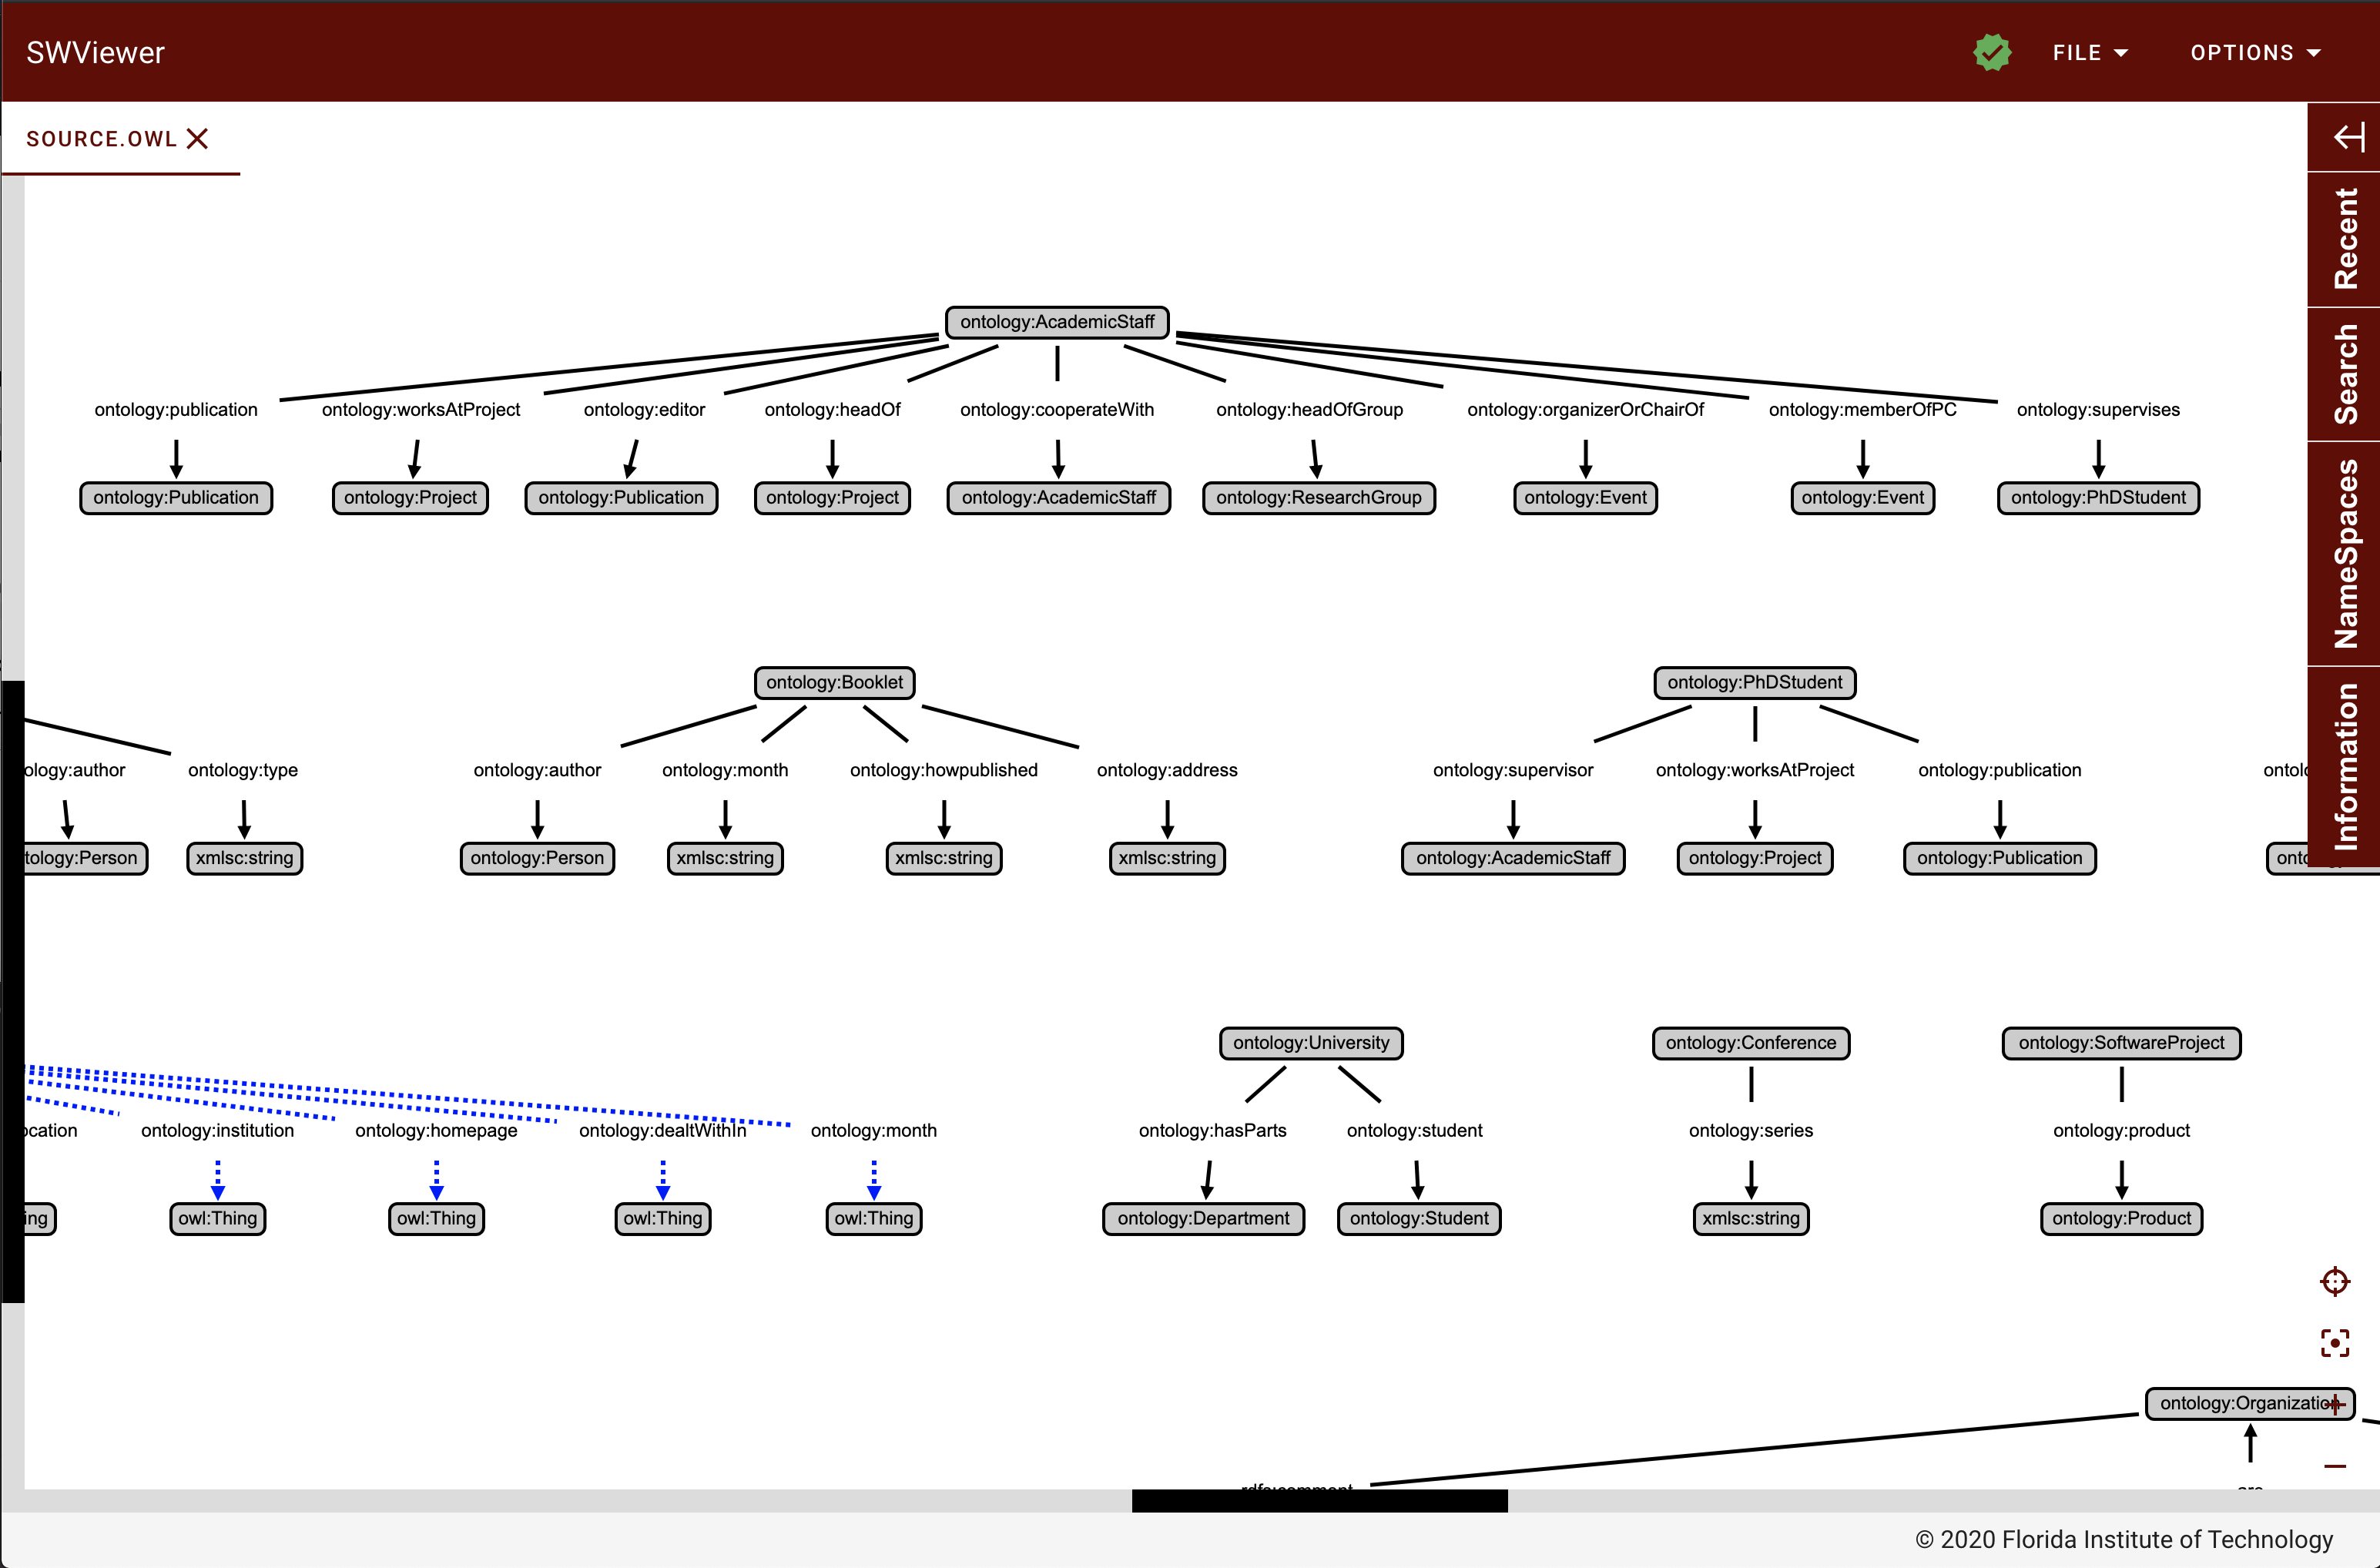 SWViewer
FILE
OPTIONS
SOURCE.OWL
Recent
Search
NameSpaces
Information
ontology:AcademicStaff
ontology:publication ontology:worksAtProject ontology:editor ontology:headOf ontology:cooperateWith ontology:headOfGroup ontology:organizerOrChairOf ontology:memberOfPC ontology:supervises
ontology:Publication ontology:Project ontology:Publication ontology:Project ontology:AcademicStaff ontology:ResearchGroup ontology:Event ontology:Event ontology:PhDStudent
ontology:Booklet ontology:PhDStudent
ology:author ontology:type ontology:author ontology:month ontology:howpublished ontology:address ontology:supervisor ontology:worksAtProject ontology:publication
tology:Person xmlsc:string ontology:Person xmlsc:string xmlsc:string xmlsc:string ontology:AcademicStaff ontology:Project ontology:Publication
ontology:University ontology:Conference ontology:SoftwareProject
ocation ontology:institution ontology:homepage ontology:dealtWithIn ontology:month ontology:hasParts ontology:student ontology:series ontology:product
ing owl:Thing owl:Thing owl:Thing owl:Thing ontology:Department ontology:Student xmlsc:string ontology:Product
ontology:Organization
rdfs:comment
© 2020 Florida Institute of Technology